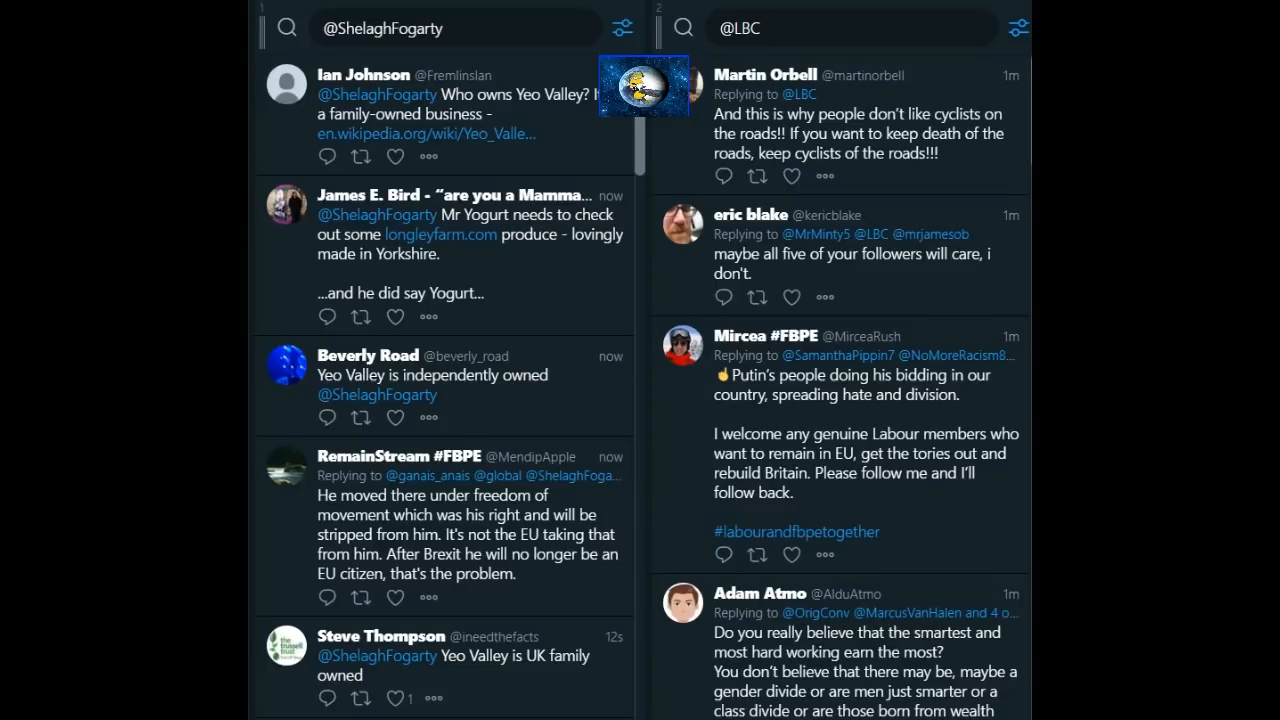 1
@ShelaghFogarty
Ian Johnson @FremlinsIan
@ShelaghFogarty Who owns Yeo Valley?
a family-owned business -
en.wikipedia.org/wiki/Yeo_Valle...
James E. Bird - “are you a Mamma... now
@ShelaghFogarty Mr Yogurt needs to check
out some longleyfarm.com produce - lovingly
made in Yorkshire.
...and he did say Yogurt...
Beverly Road @beverly_road now
Yeo Valley is independently owned
@ShelaghFogarty
RemainStream #FBPE @MendipApple now
Replying to @ganais_anais @global @ShelaghFoga...
He moved there under freedom of
movement which was his right and will be
stripped from him. It's not the EU taking that
from him. After Brexit he will no longer be an
EU citizen, that's the problem.
Steve Thompson @ineedthefacts 12s
@ShelaghFogarty Yeo Valley is UK family
owned
1
the
trussell
trust
2
@LBC
Martin Orbell @martinorbell 1m
Replying to @LBC
And this is why people don’t like cyclists on
the roads!! If you want to keep death of the
roads, keep cyclists of the roads!!!
eric blake @kericblake 1m
Replying to @MrMinty5 @LBC @mrjamesob
maybe all five of your followers will care, i
don't.
Mircea #FBPE @MirceaRush 1m
Replying to @SamanthaPippin7 @NoMoreRacism8...
☝Putin’s people doing his bidding in our
country, spreading hate and division.
I welcome any genuine Labour members who
want to remain in EU, get the tories out and
rebuild Britain. Please follow me and I’ll
follow back.
#labourandfbpetogether
Adam Atmo @AlduAtmo 1m
Replying to @OrigConv @MarcusVanHalen and 4 o...
Do you really believe that the smartest and
most hard working earn the most?
You don’t believe that there may be, maybe a
gender divide or are men just smarter or a
class divide or are those born from wealth